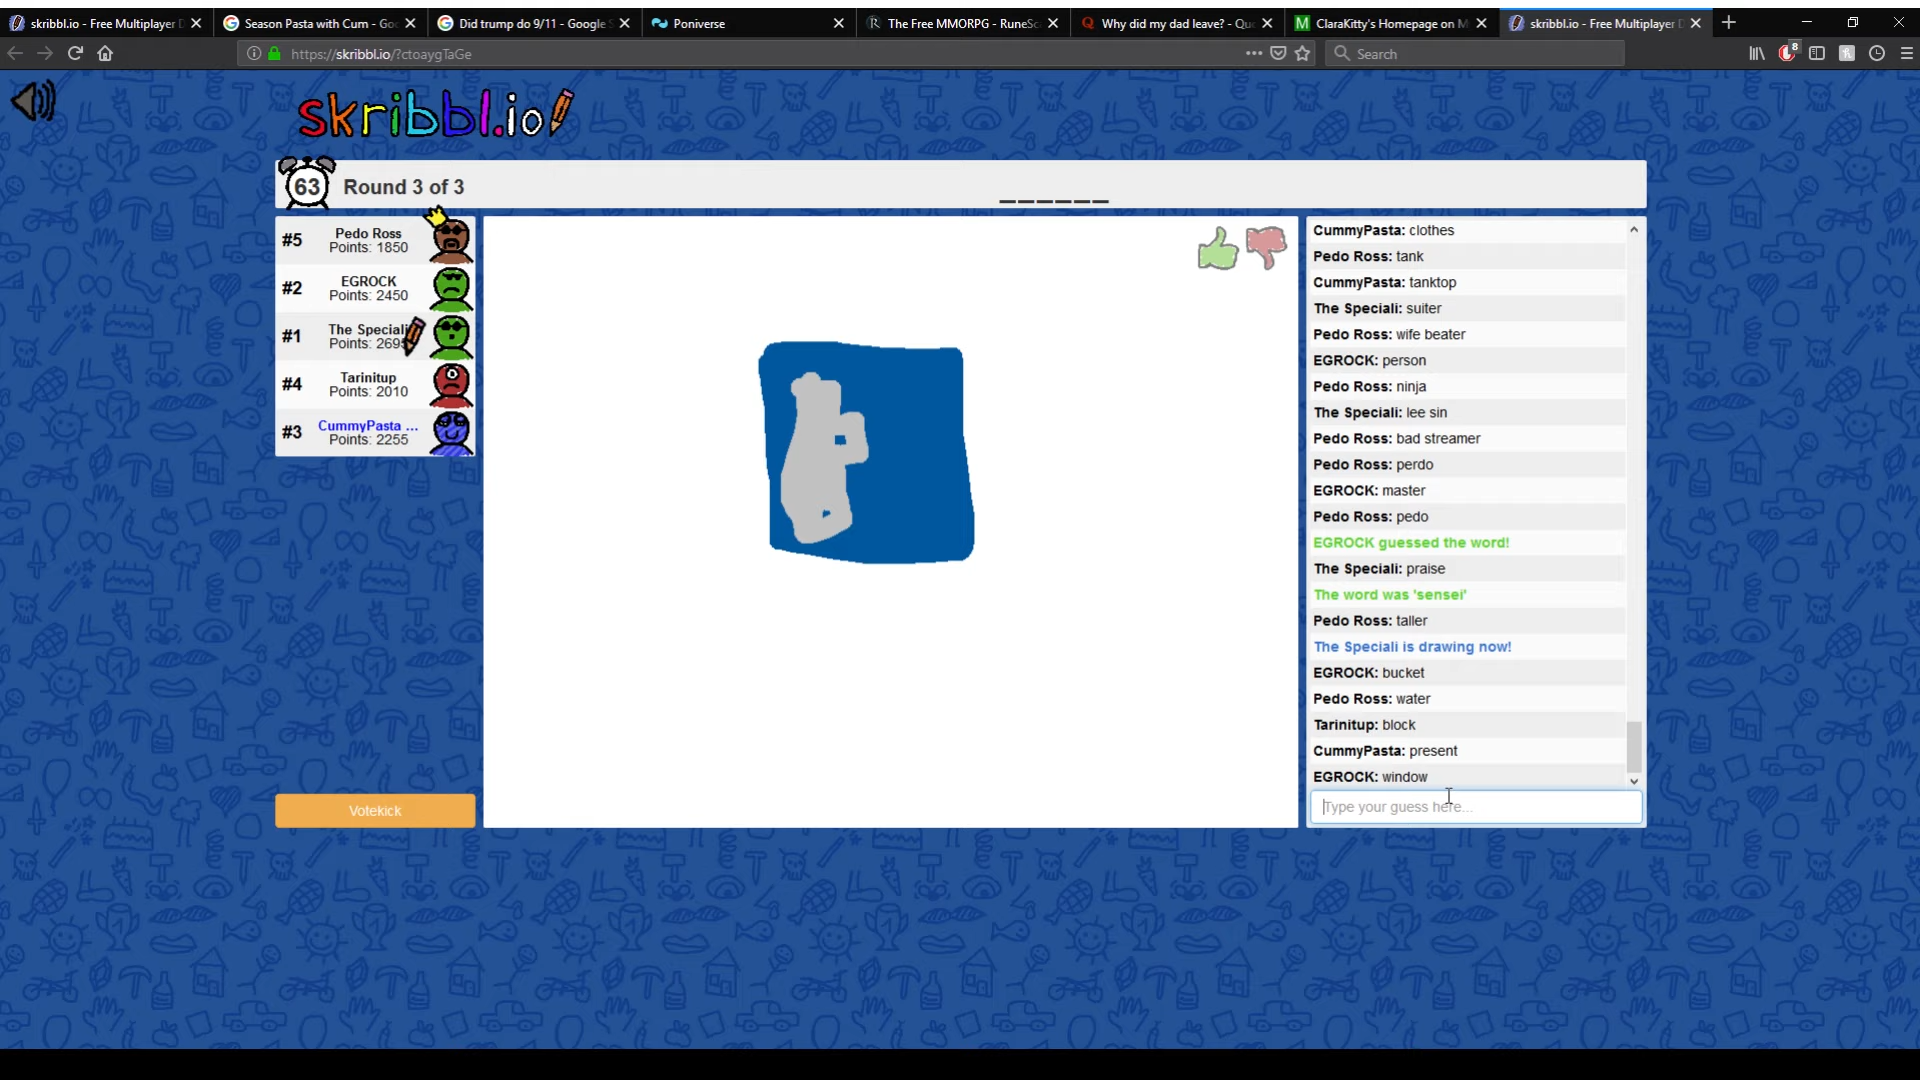 skribbl.io - Free Multiplayer D
Season Pasta with Cum - Goo
Did trump do 9/11 - Google S
Poniverse
The Free MMORPG - RuneSc
Why did my dad leave? - Quo
ClaraKitty's Homepage on M
skribbl.io - Free Multiplayer D
https://skribbl.io/?ctoaygTaGe
Search
8
skribbl.io
63
Round 3 of 3
______
#5
Pedo Ross
Points: 1850
#2
EGROCK
Points: 2450
#1
The Speciali
Points: 2695
#4
Tarinitup
Points: 2010
#3
CummyPasta ...
Points: 2255
Votekick
CummyPasta: clothes
Pedo Ross: tank
CummyPasta: tanktop
The Speciali: suiter
Pedo Ross: wife beater
EGROCK: person
Pedo Ross: ninja
The Speciali: lee sin
Pedo Ross: bad streamer
Pedo Ross: perdo
EGROCK: master
Pedo Ross: pedo
EGROCK guessed the word!
The Speciali: praise
The word was 'sensei'
Pedo Ross: taller
The Speciali is drawing now!
EGROCK: bucket
Pedo Ross: water
Tarinitup: block
CummyPasta: present
EGROCK: window
Type your guess here...